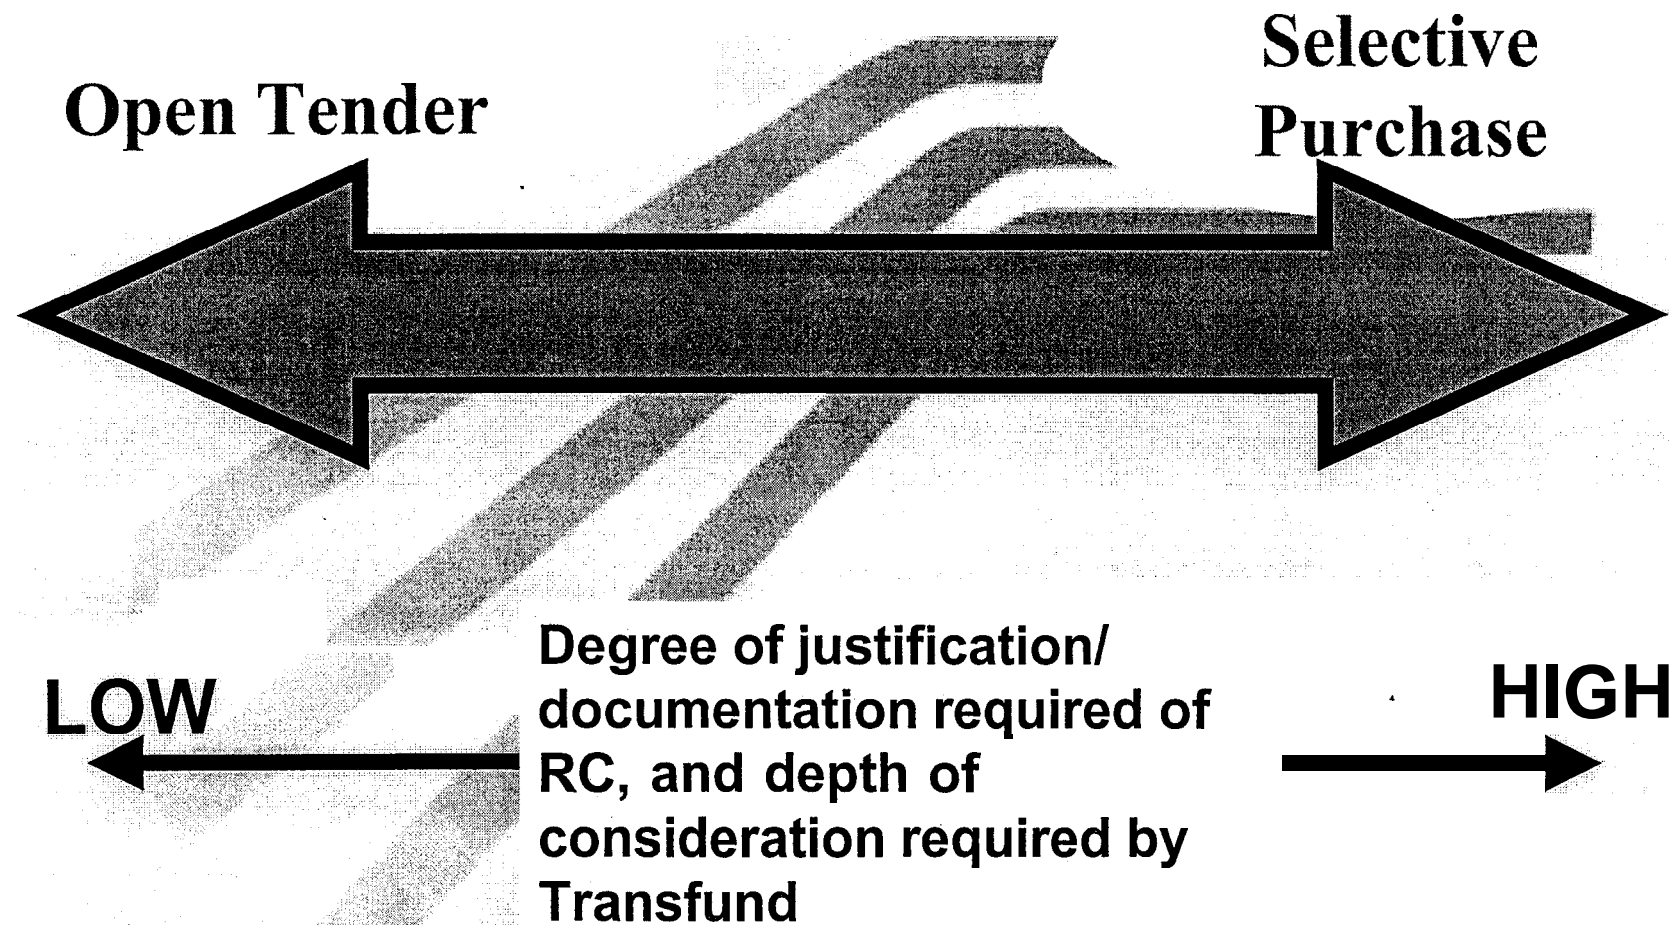 Open Tender
Selective
Purchase
LOW
Degree of justification/
documentation required of
RC, and depth of
consideration required by
Transfund
HIGH